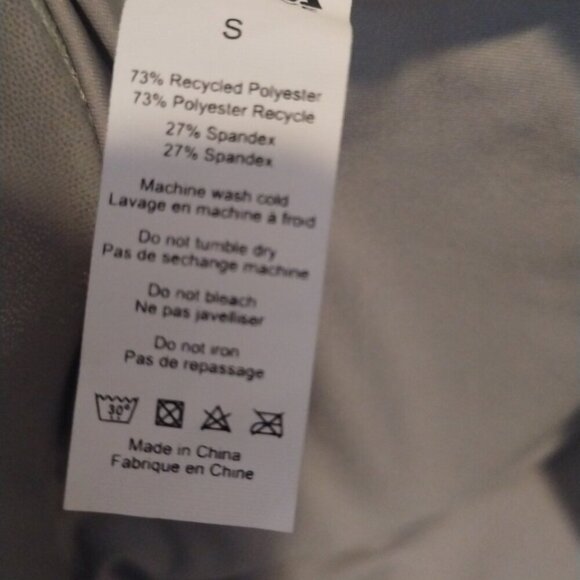 S
73% Recycled Polyester
73% Polyester Recycle
27% Spandex
27% Spandex
Machine wash cold
Lavage en machine à froid
Do not tumble dry
Pas de sechange machine
Do not bleach
Ne pas javelliser
Do not iron
Pas de repassage
30°
Made in China
Fabrique en Chine